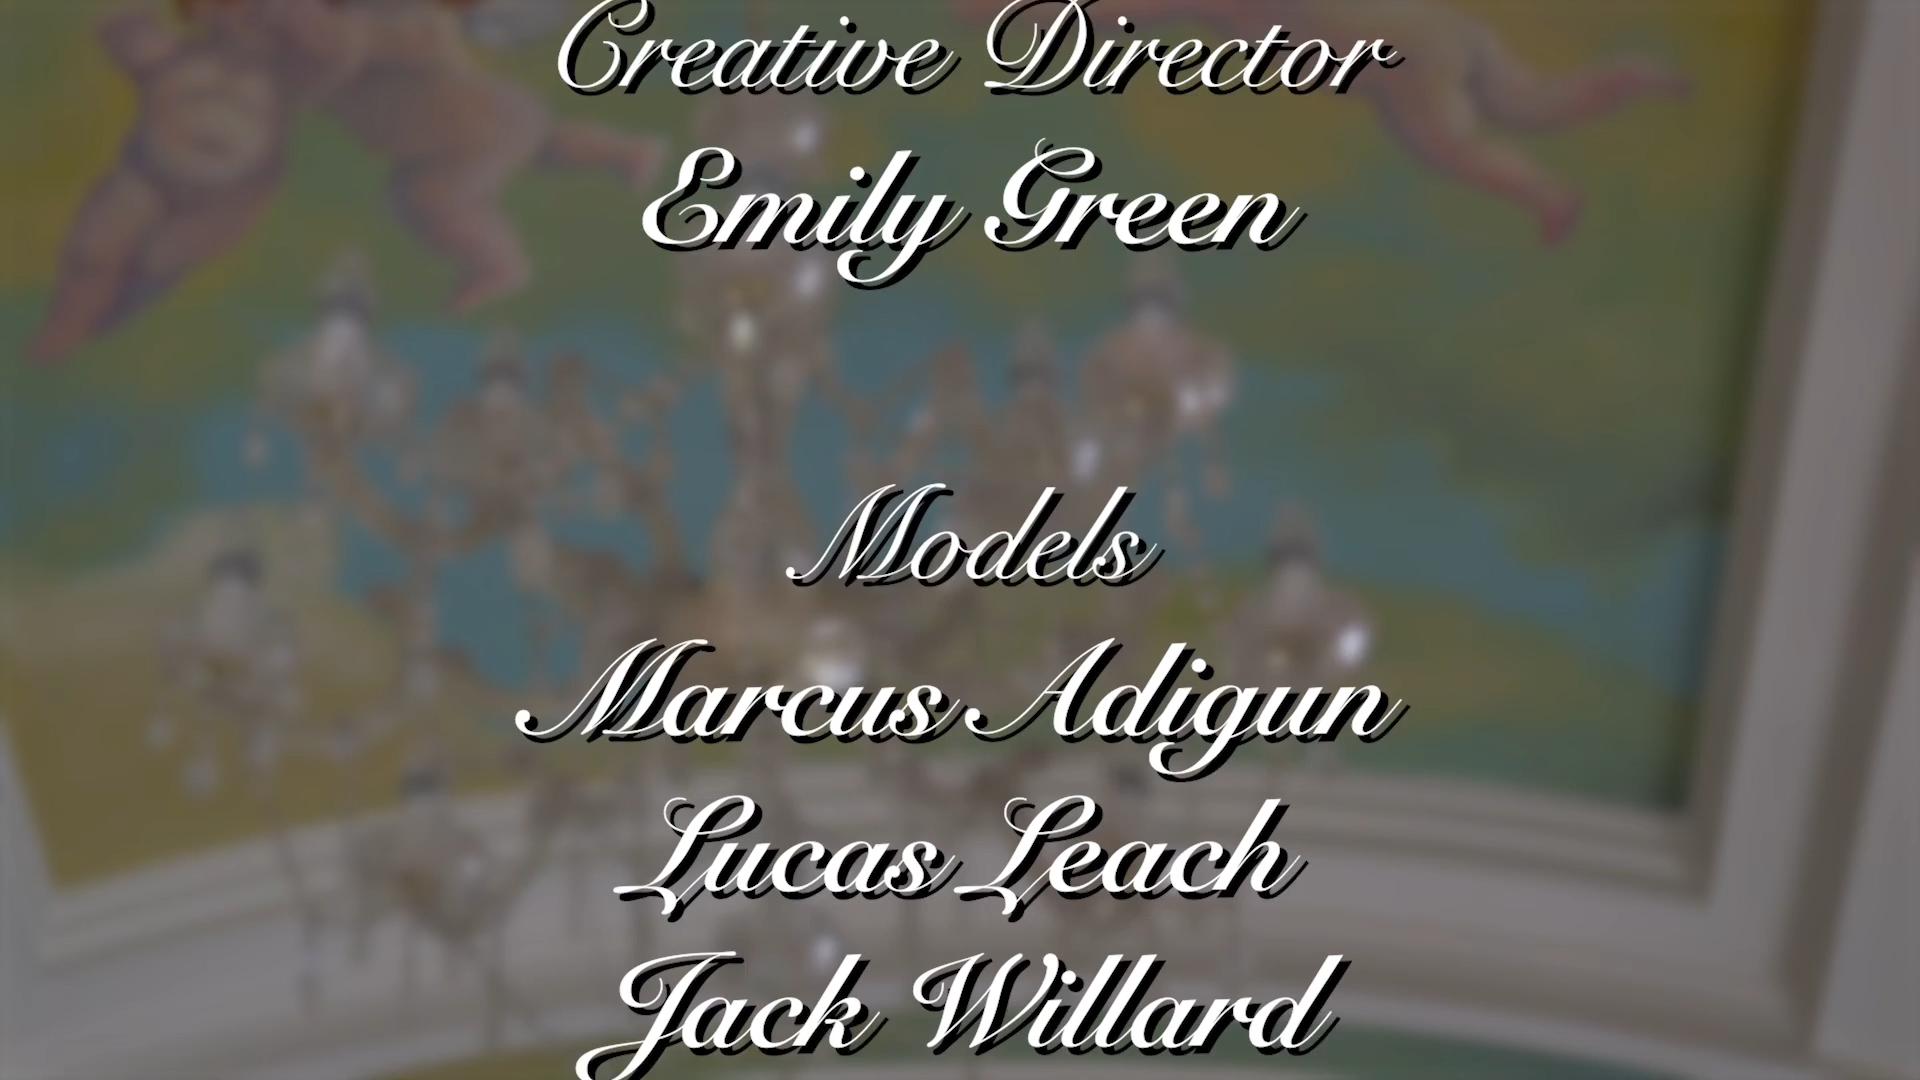 Creative Director
Emily Green
Models
Marcus Adigun
Lucas Leach
Jack Willard